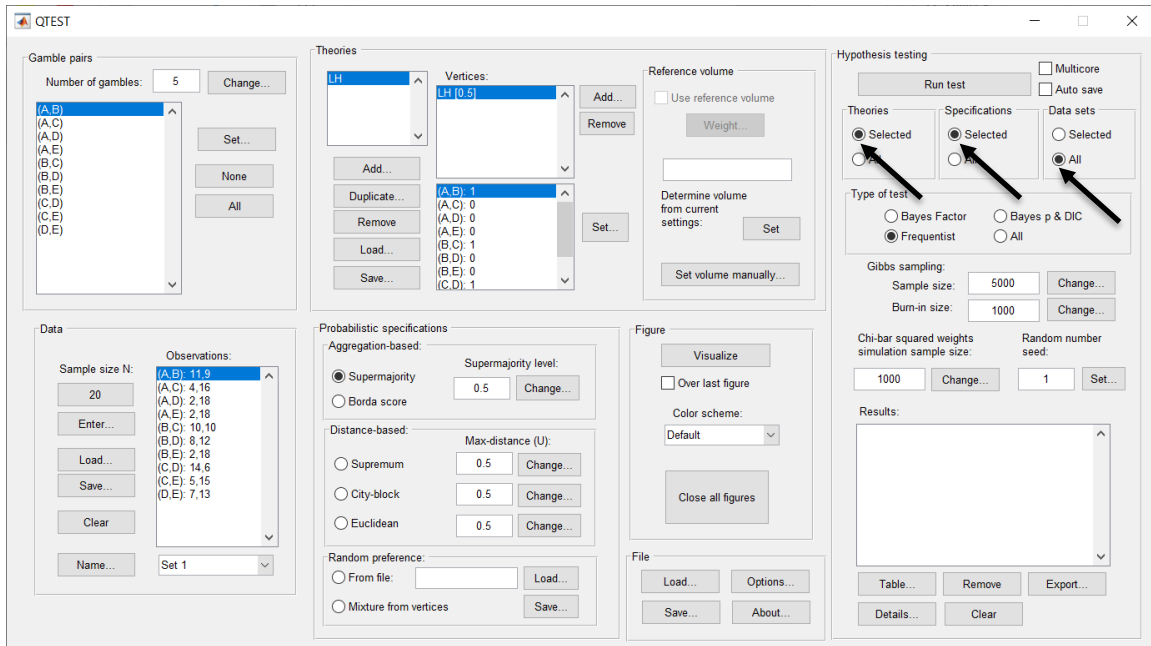 QTEST
Gamble pairs
Number of gambles: 5 Change...
(A,B)
(A,C)
(A,D)
(A,E)
(B,C)
(B,D)
(B,E)
(C,D)
(C,E)
(D,E)
Set...
None
All
Theories
LH
Vertices:
LH [0.5]
Add...
Remove
Add...
Duplicate...
Remove
Load...
Save...
(A,B): 1
(A,C): 0
(A,D): 0
(A,E): 0
(B,C): 1
(B,D): 0
(B,E): 0
(C,D): 1
Set...
Reference volume
Use reference volume
Weight...
Determine volume
from current
settings:
Set
Set volume manually...
Data
Sample size N:
20
Enter...
Load...
Save...
Clear
Name...
Observations:
(A,B): 11,9
(A,C): 4,16
(A,D): 2,18
(A,E): 2,18
(B,C): 10,10
(B,D): 8,12
(B,E): 2,18
(C,D): 14,6
(C,E): 5,15
(D,E): 7,13
Set 1
Probabilistic specifications
Aggregation-based:
Supermajority level:
Supermajority
0.5 Change...
Borda score
Distance-based:
Max-distance (U):
Supremum 0.5 Change...
City-block 0.5 Change...
Euclidean 0.5 Change...
Random preference:
From file: Load...
Mixture from vertices Save...
Figure
Visualize
Over last figure
Color scheme:
Default
Close all figures
File
Load... Options...
Save... About...
Hypothesis testing
Run test
Multicore
Auto save
Theories
Selected
All
Specifications
Selected
All
Data sets
Selected
All
Type of test
Bayes Factor Bayes p & DIC
Frequentist All
Gibbs sampling:
Sample size: 5000 Change...
Burn-in size: 1000 Change...
Chi-bar squared weights
simulation sample size:
1000 Change...
Random number
seed:
1 Set...
Results:
Table... Remove Export...
Details... Clear